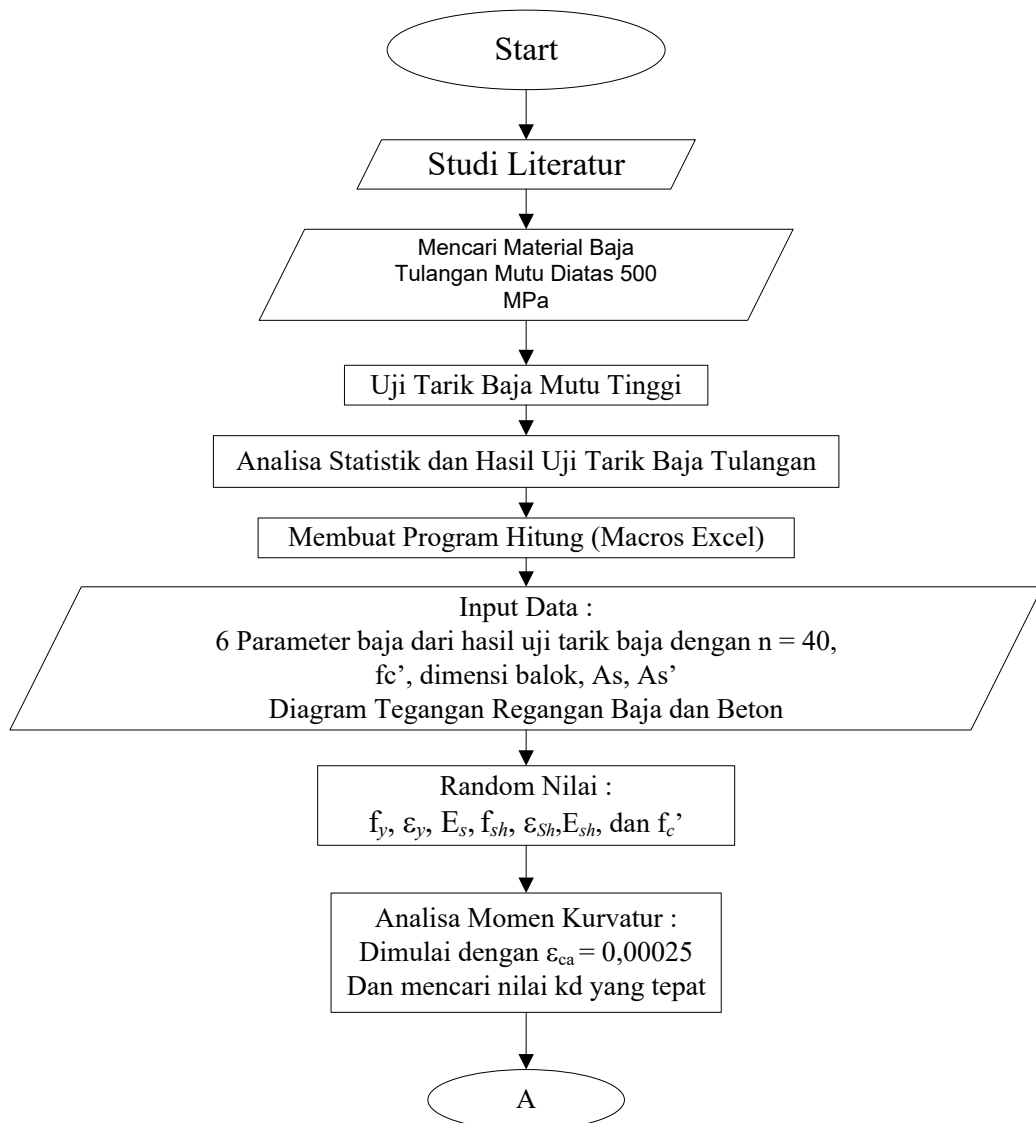 Start
Studi Literatur
Mencari Material Baja
Tulangan Mutu Diatas 500
MPa
Uji Tarik Baja Mutu Tinggi
Analisa Statistik dan Hasil Uji Tarik Baja Tulangan
Membuat Program Hitung (Macros Excel)
Input Data :
6 Parameter baja dari hasil uji tarik baja dengan n = 40,
fc’, dimensi balok, As, As’
Diagram Tegangan Regangan Baja dan Beton
Random Nilai :
fy, εy, Es, fsh, εSh,Esh, dan fc’
Analisa Momen Kurvatur :
Dimulai dengan εca = 0,00025
Dan mencari nilai kd yang tepat
A